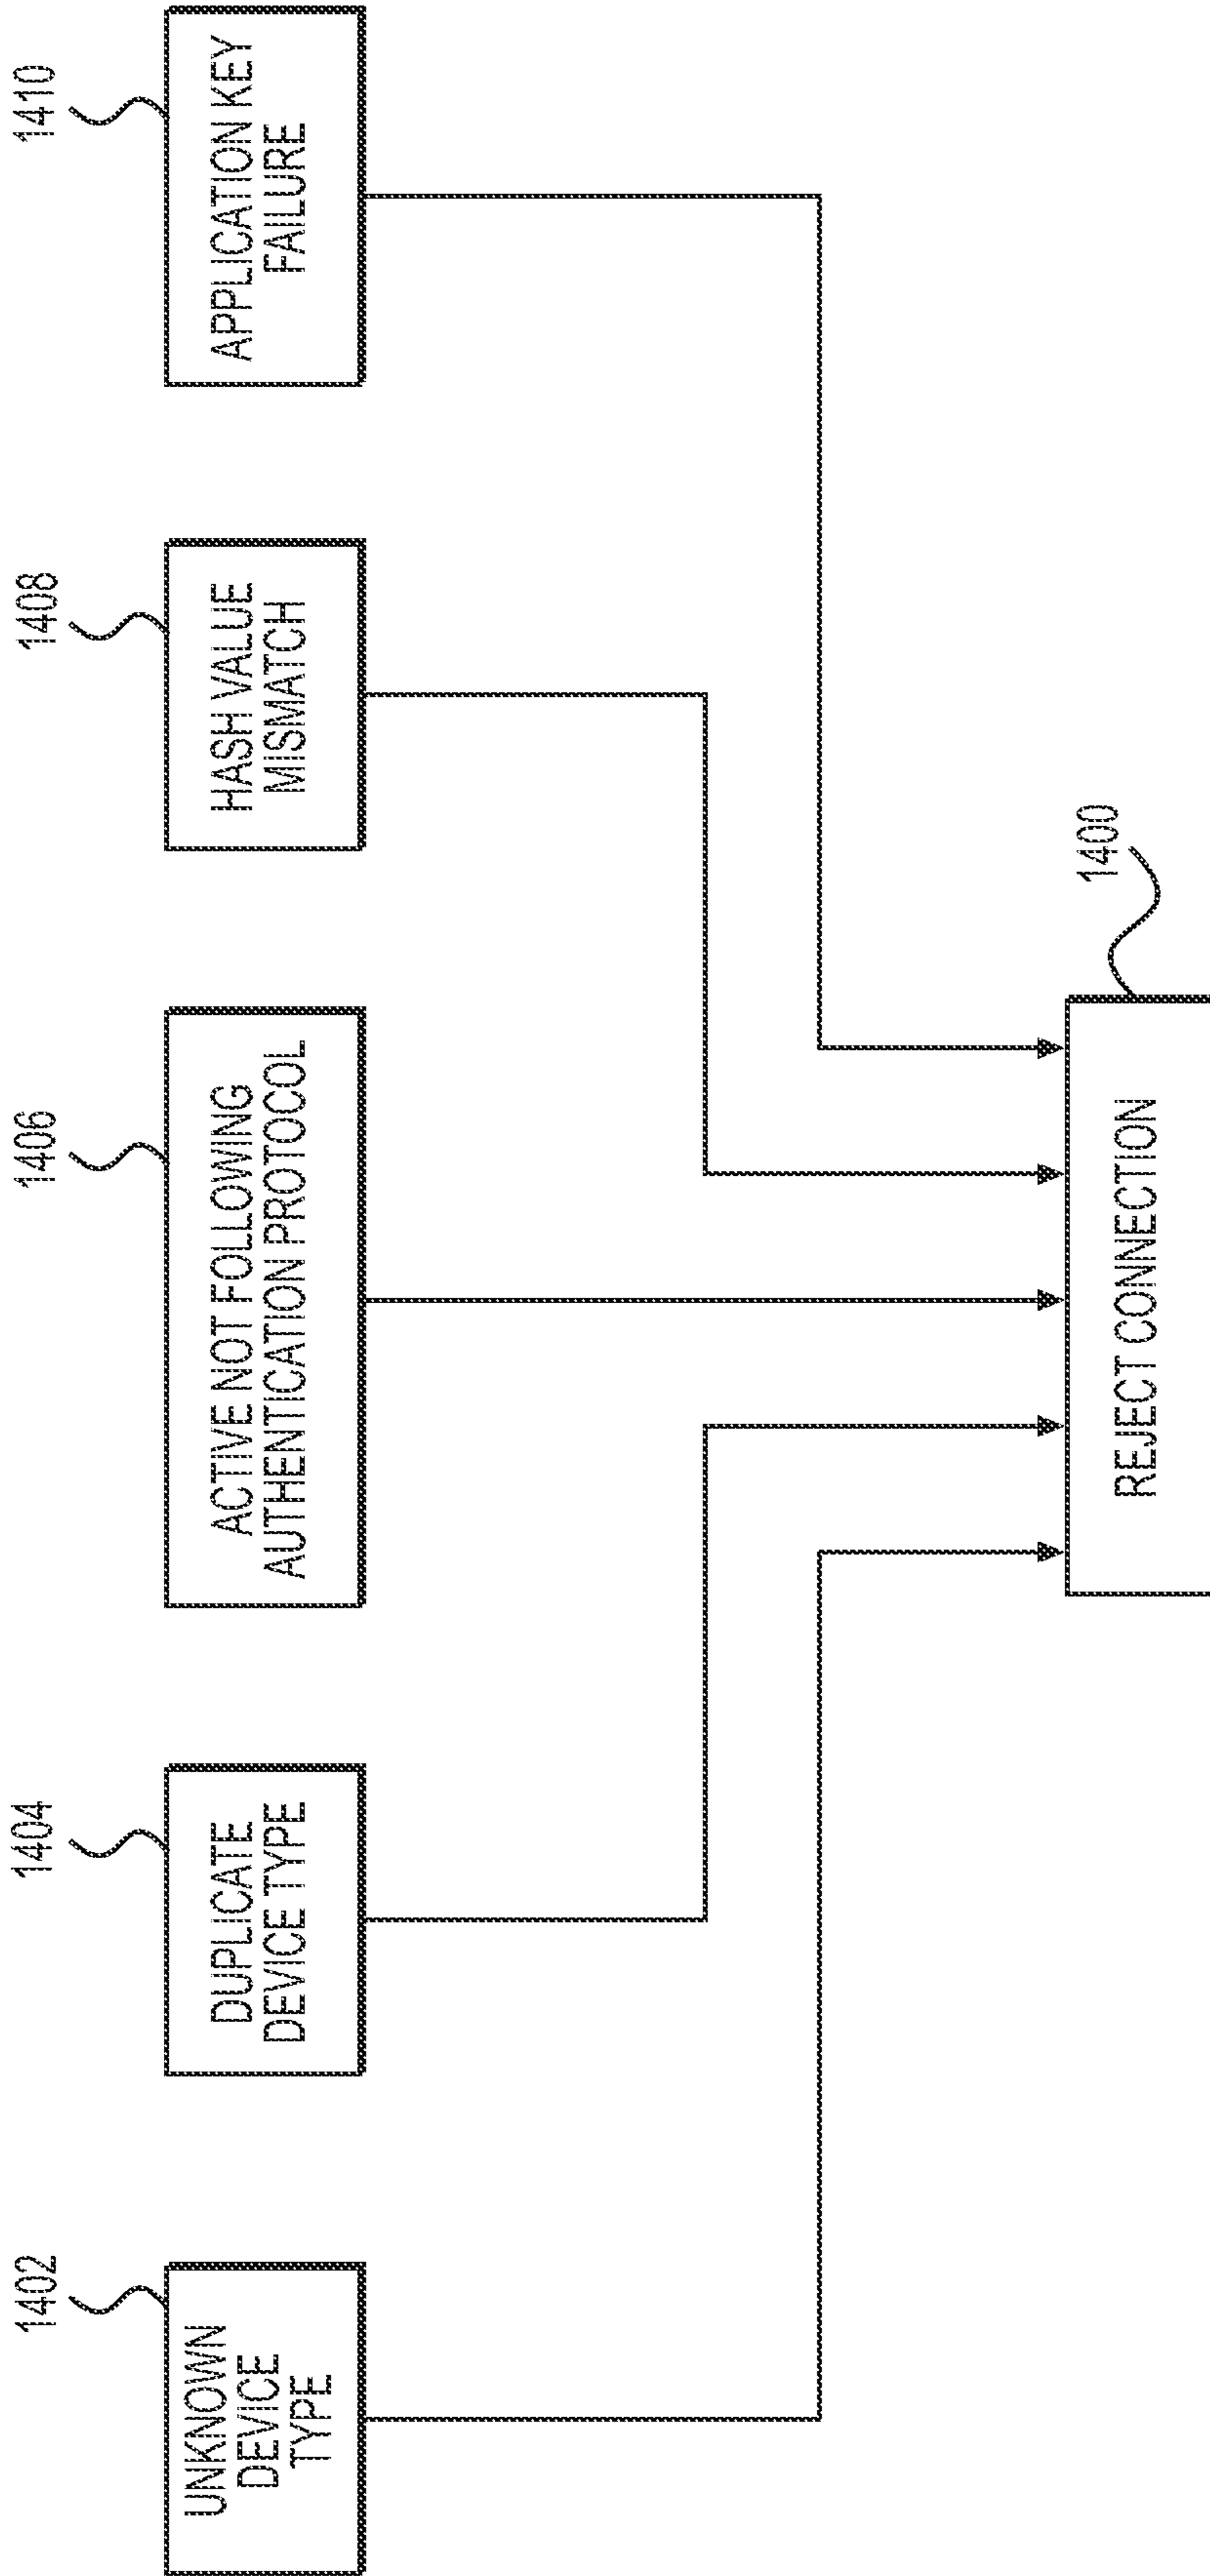 1402
UNKNOWN
DEVICE
TYPE
1404
DUPLICATE
DEVICE TYPE
1406
ACTIVE NOT FOLLOWING
AUTHENTICATION PROTOCOL
1408
HASH VALUE
MISMATCH
1410
APPLICATION KEY
FAILURE
1400
REJECT CONNECTION